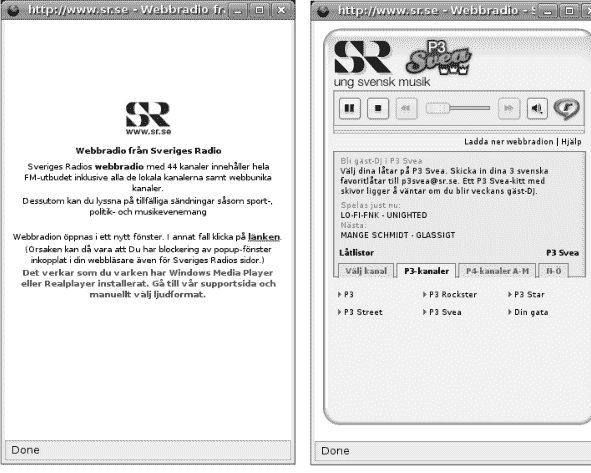 http://www.sr.se - Webbradio fr
SR
www.sr.se
Webbradio från Sveriges Radio
Sveriges Radios webbradio med 44 kanaler innehåller hela
FM-utbudet inklusive alla de lokala kanalerna samt webbunika
kanaler.
Dessutom kan du lyssna på tillfälliga sändningar såsom sport-,
politik- och musikevenemang
Webbradion öppnas i ett nytt fönster. I annat fall klicka på länken.
(Orsaken kan då vara att Du har blockering av popup-fönster
inkopplat i din webbläsare även för Sveriges Radios sidor.)
Det verkar som du varken har Windows Media Player
eller Realplayer installerat. Gå till vår supportsida och
manuellt välj ljudformat.
Done
http://www.sr.se - Webbradio - S
SR P3 Svea
ung svensk musik
Ladda ner webbradion | Hjälp
Bli gäst-DJ i P3 Svea
Välj dina låtar på P3 Svea. Skicka in dina 3 svenska
favoritlåtar till p3svea@sr.se. Ett P3 Svea-kitt med
skivor ligger å väntar om du blir veckans gäst-DJ.
Spelas just nu:
LO-FI-FNK - UNIGHTED
Nästa:
MANGE SCHMIDT - GLASSIGT
Låtlistor P3 Svea
Välj kanal P3-kanaler P4-kanaler A-M N-Ö
P3 P3 Rockster P3 Star
P3 Street P3 Svea Din gata
Done